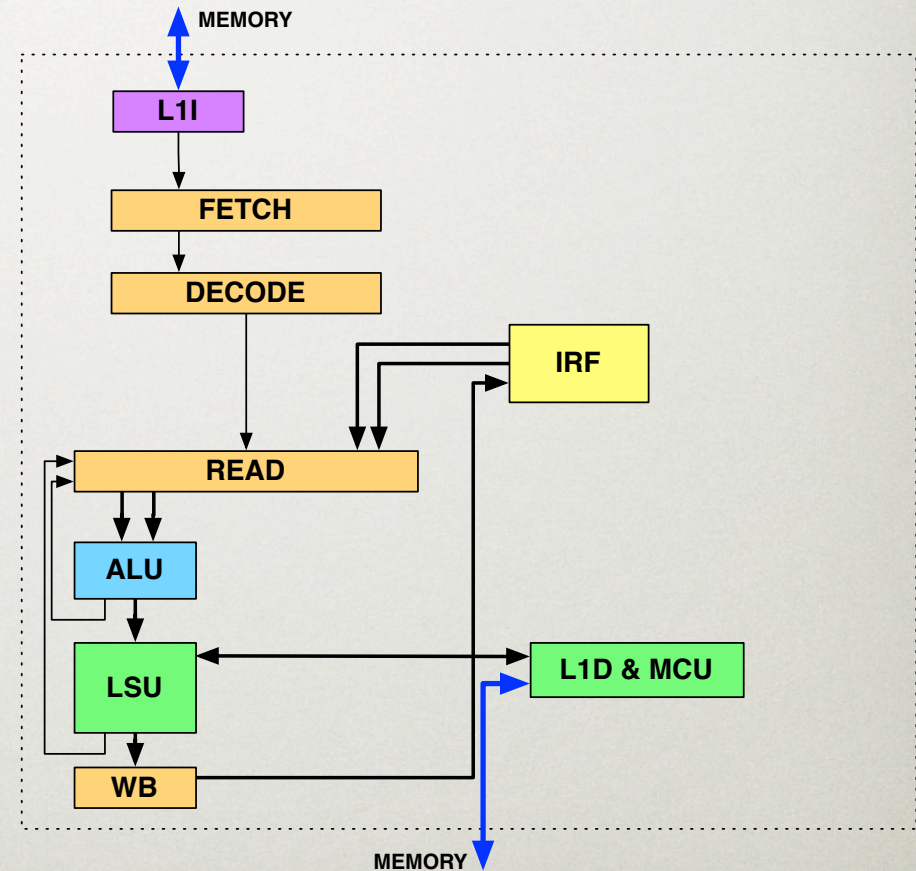 MEMORY
L1I
FETCH
DECODE
IRF
READ
ALU
LSU
L1D & MCU
WB
MEMORY